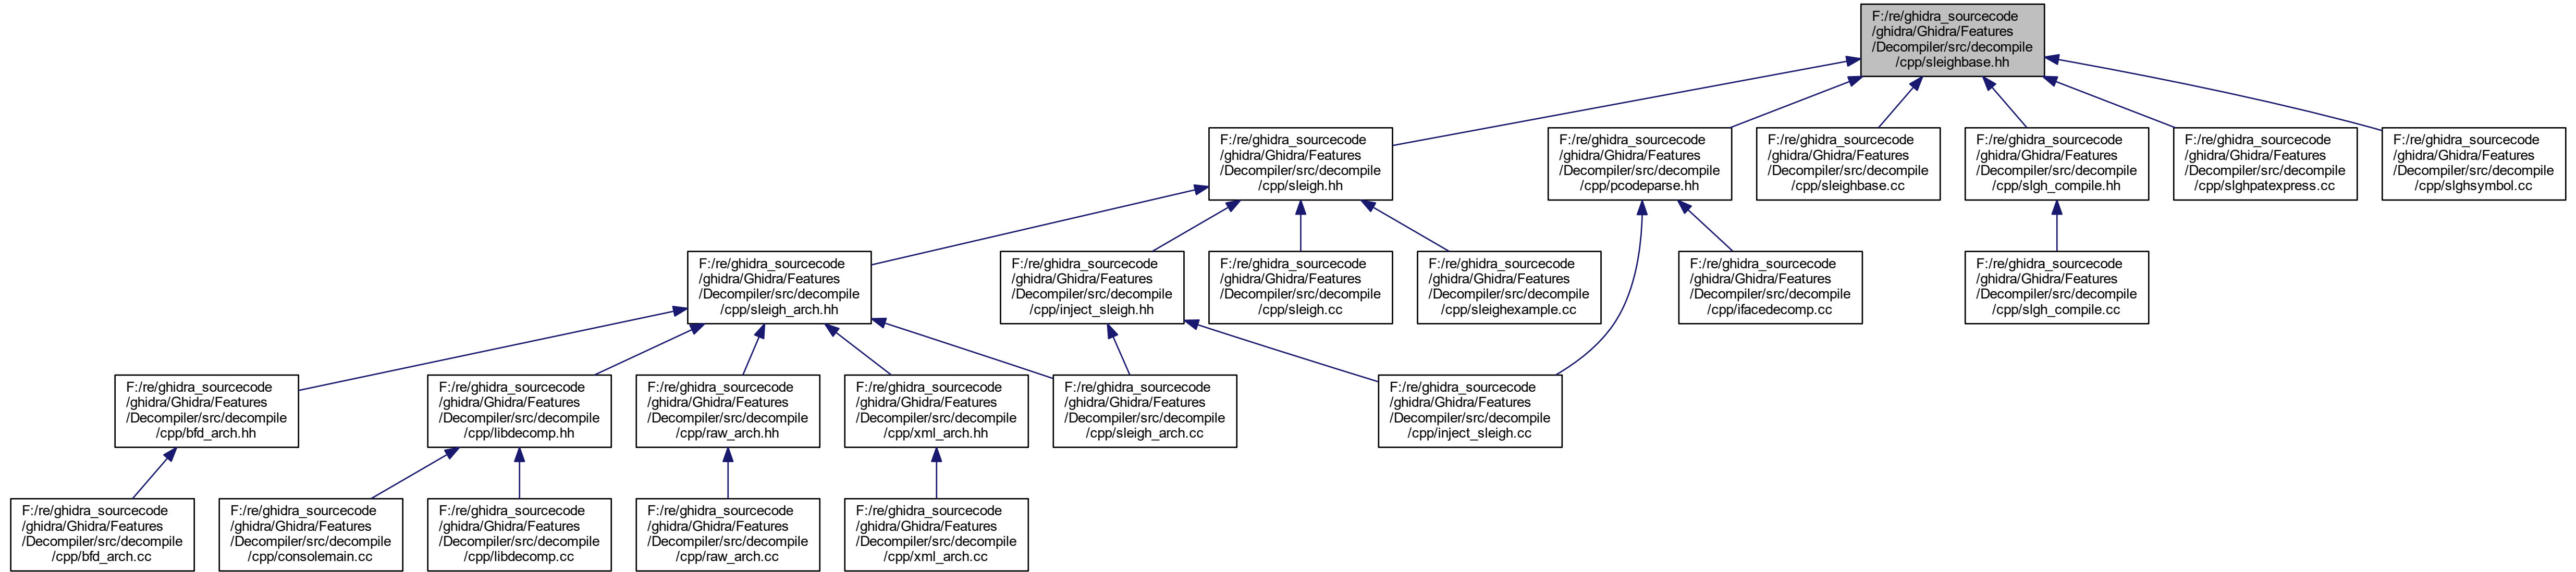 F:/re/ghidra_sourcecode
/ghidra/Ghidra/Features
/Decompiler/src/decompile
/cpp/sleighbase.hh
F:/re/ghidra_sourcecode
/ghidra/Ghidra/Features
/Decompiler/src/decompile
/cpp/sleigh.hh
F:/re/ghidra_sourcecode
/ghidra/Ghidra/Features
/Decompiler/src/decompile
/cpp/pcodeparse.hh
F:/re/ghidra_sourcecode
/ghidra/Ghidra/Features
/Decompiler/src/decompile
/cpp/sleighbase.cc
F:/re/ghidra_sourcecode
/ghidra/Ghidra/Features
/Decompiler/src/decompile
/cpp/slgh_compile.hh
F:/re/ghidra_sourcecode
/ghidra/Ghidra/Features
/Decompiler/src/decompile
/cpp/slghpatexpress.cc
F:/re/ghidra_sourcecode
/ghidra/Ghidra/Features
/Decompiler/src/decompile
/cpp/slghsymbol.cc
F:/re/ghidra_sourcecode
/ghidra/Ghidra/Features
/Decompiler/src/decompile
/cpp/sleigh_arch.hh
F:/re/ghidra_sourcecode
/ghidra/Ghidra/Features
/Decompiler/src/decompile
/cpp/inject_sleigh.hh
F:/re/ghidra_sourcecode
/ghidra/Ghidra/Features
/Decompiler/src/decompile
/cpp/sleigh.cc
F:/re/ghidra_sourcecode
/ghidra/Ghidra/Features
/Decompiler/src/decompile
/cpp/sleighexample.cc
F:/re/ghidra_sourcecode
/ghidra/Ghidra/Features
/Decompiler/src/decompile
/cpp/ifacedecomp.cc
F:/re/ghidra_sourcecode
/ghidra/Ghidra/Features
/Decompiler/src/decompile
/cpp/slgh_compile.cc
F:/re/ghidra_sourcecode
/ghidra/Ghidra/Features
/Decompiler/src/decompile
/cpp/bfd_arch.hh
F:/re/ghidra_sourcecode
/ghidra/Ghidra/Features
/Decompiler/src/decompile
/cpp/libdecomp.hh
F:/re/ghidra_sourcecode
/ghidra/Ghidra/Features
/Decompiler/src/decompile
/cpp/raw_arch.hh
F:/re/ghidra_sourcecode
/ghidra/Ghidra/Features
/Decompiler/src/decompile
/cpp/xml_arch.hh
F:/re/ghidra_sourcecode
/ghidra/Ghidra/Features
/Decompiler/src/decompile
/cpp/sleigh_arch.cc
F:/re/ghidra_sourcecode
/ghidra/Ghidra/Features
/Decompiler/src/decompile
/cpp/inject_sleigh.cc
F:/re/ghidra_sourcecode
/ghidra/Ghidra/Features
/Decompiler/src/decompile
/cpp/bfd_arch.cc
F:/re/ghidra_sourcecode
/ghidra/Ghidra/Features
/Decompiler/src/decompile
/cpp/consolemain.cc
F:/re/ghidra_sourcecode
/ghidra/Ghidra/Features
/Decompiler/src/decompile
/cpp/libdecomp.cc
F:/re/ghidra_sourcecode
/ghidra/Ghidra/Features
/Decompiler/src/decompile
/cpp/raw_arch.cc
F:/re/ghidra_sourcecode
/ghidra/Ghidra/Features
/Decompiler/src/decompile
/cpp/xml_arch.cc